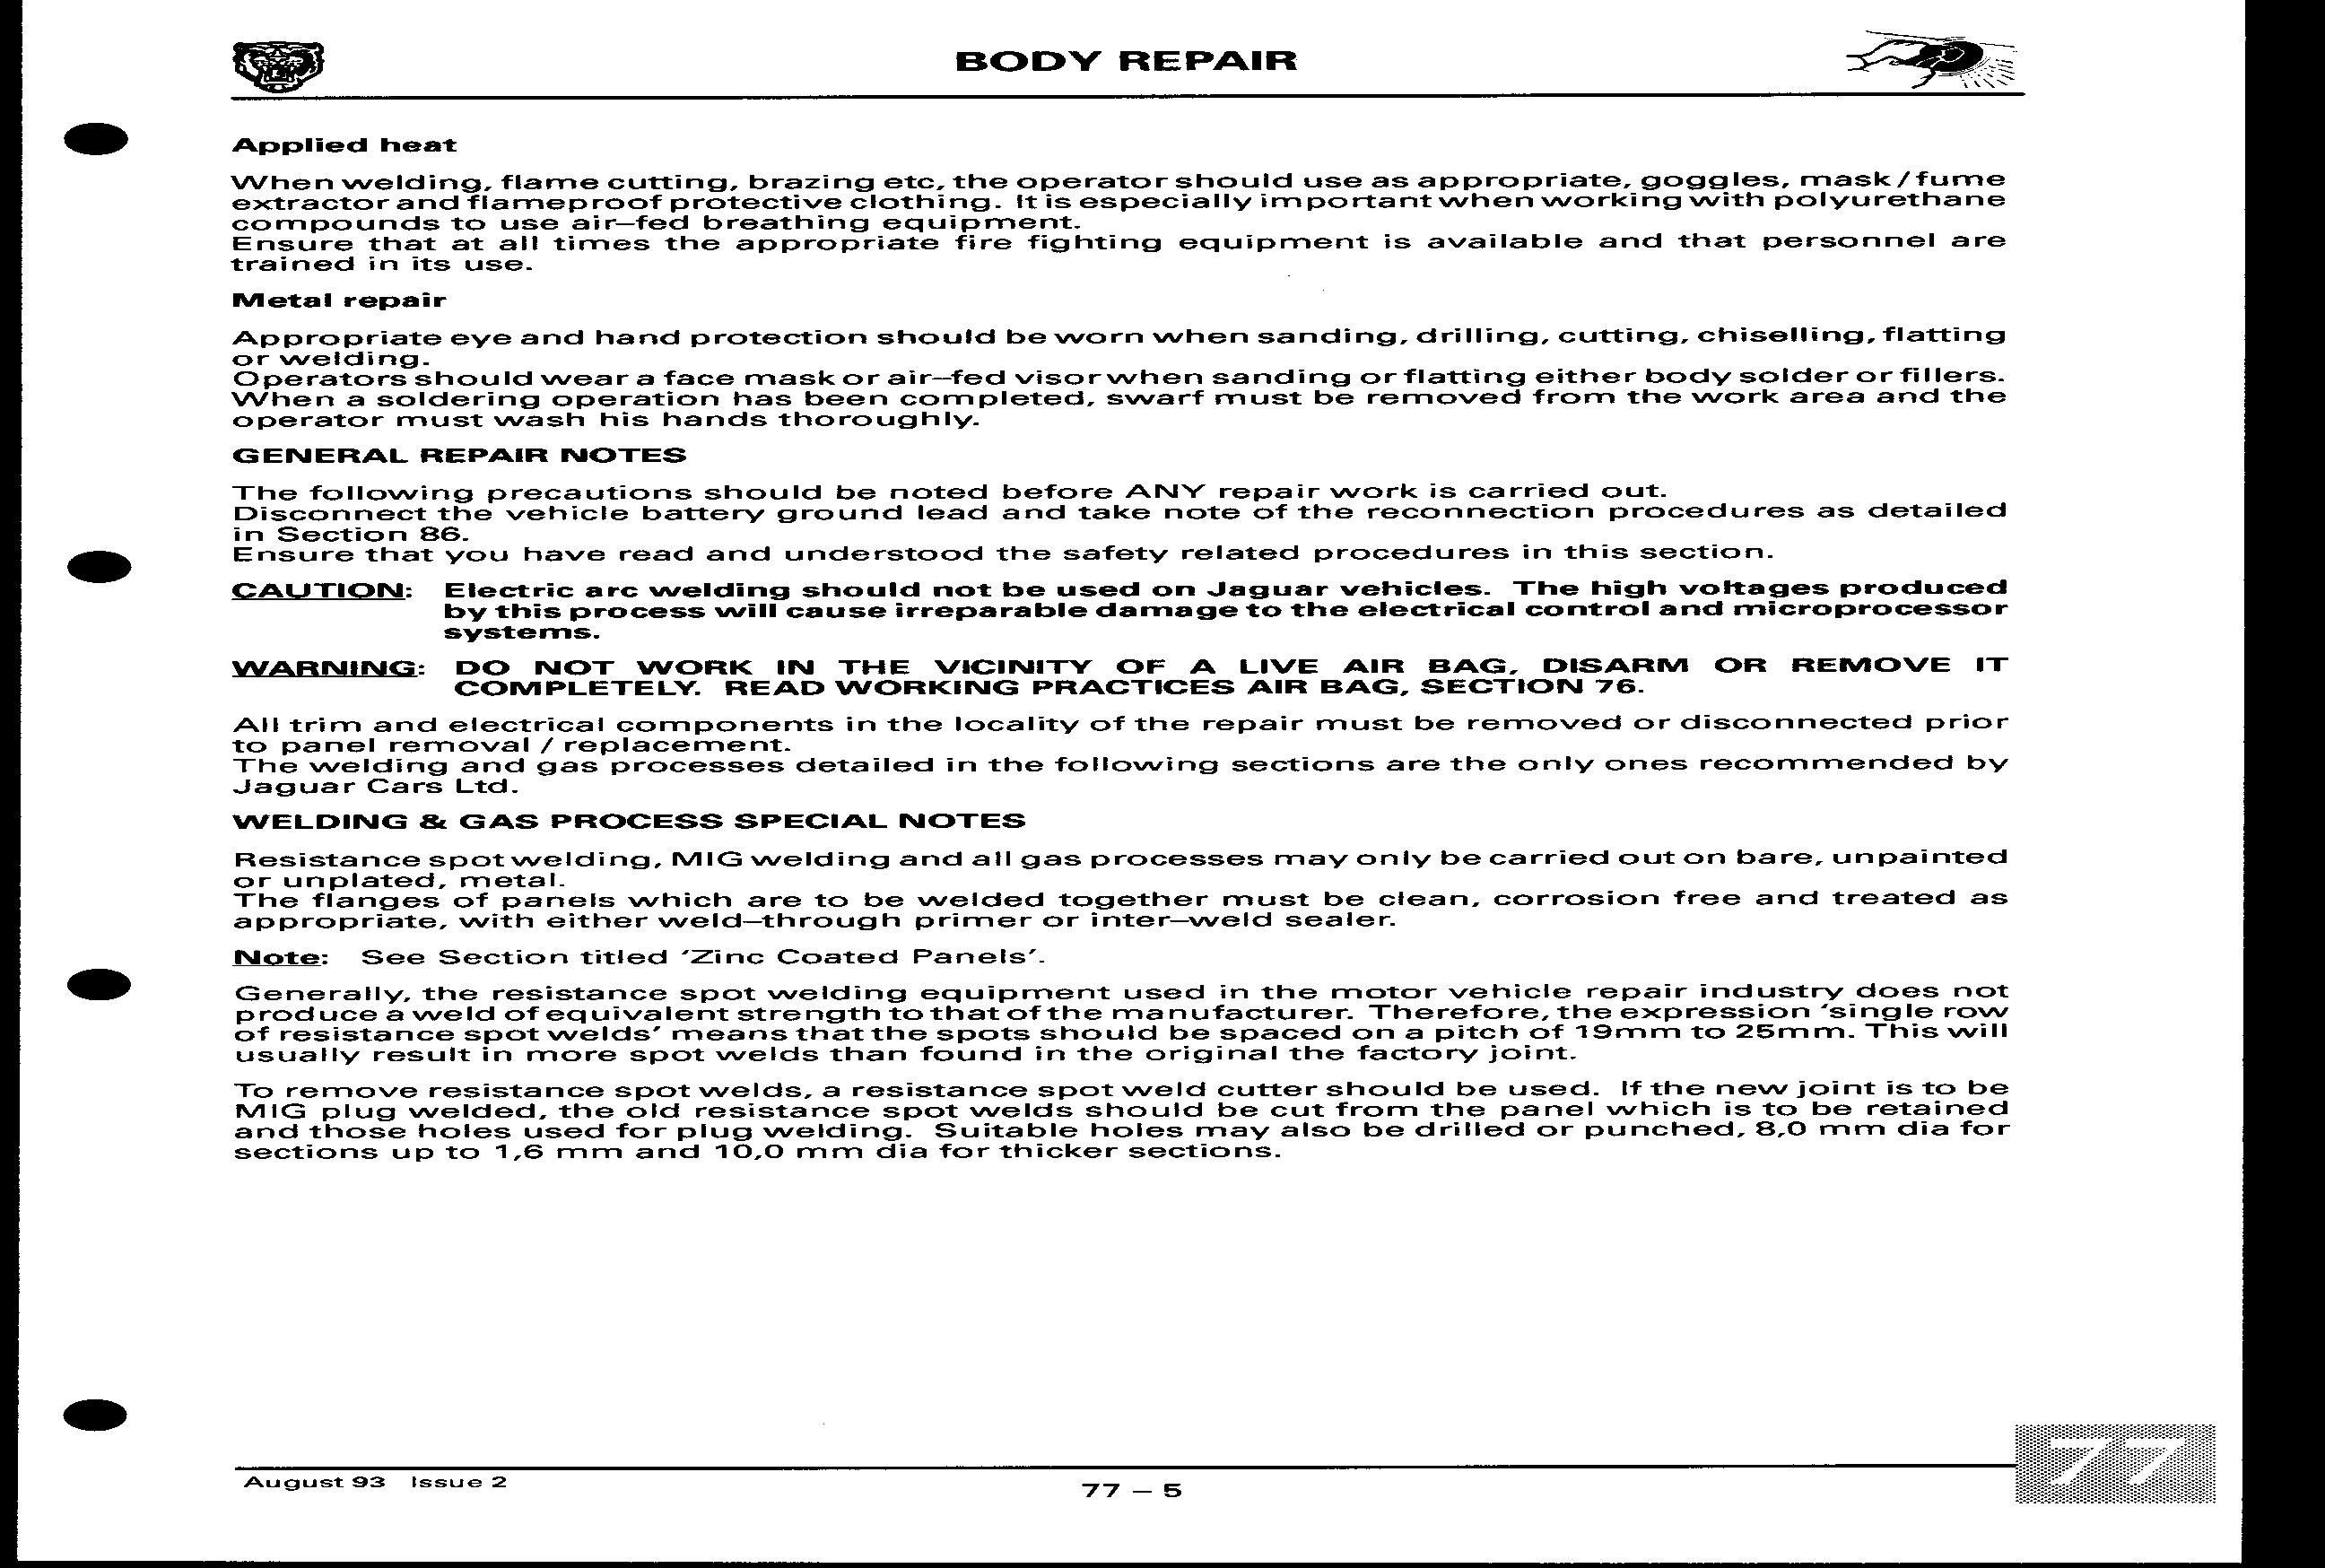 BODY REPAIR
Applied heat
When welding, flame cutting, brazing etc, the operator should use as appropriate, goggles, mask / fume
extractor and flameproof protective clothing. It is especially important when working with polyurethane
compounds to use air–fed breathing equipment.
Ensure that at all times the appropriate fire fighting equipment is available and that personnel are
trained in its use.
Metal repair
Appropriate eye and hand protection should be worn when sanding, drilling, cutting, chiselling, flatting
or welding.
Operators should wear a face mask or air–fed visor when sanding or flatting either body solder or fillers.
When a soldering operation has been completed, swarf must be removed from the work area and the
operator must wash his hands thoroughly.
GENERAL REPAIR NOTES
The following precautions should be noted before ANY repair work is carried out.
Disconnect the vehicle battery ground lead and take note of the reconnection procedures as detailed
in Section 86.
Ensure that you have read and understood the safety related procedures in this section.
CAUTION: Electric arc welding should not be used on Jaguar vehicles. The high voltages produced
by this process will cause irreparable damage to the electrical control and microprocessor
systems.
WARNING: DO NOT WORK IN THE VICINITY OF A LIVE AIR BAG, DISARM OR REMOVE IT
COMPLETELY. READ WORKING PRACTICES AIR BAG, SECTION 76.
All trim and electrical components in the locality of the repair must be removed or disconnected prior
to panel removal / replacement.
The welding and gas processes detailed in the following sections are the only ones recommended by
Jaguar Cars Ltd.
WELDING & GAS PROCESS SPECIAL NOTES
Resistance spot welding, MIG welding and all gas processes may only be carried out on bare, unpainted
or unplated, metal.
The flanges of panels which are to be welded together must be clean, corrosion free and treated as
appropriate, with either weld–through primer or inter–weld sealer.
Note: See Section titled 'Zinc Coated Panels'.
Generally, the resistance spot welding equipment used in the motor vehicle repair industry does not
produce a weld of equivalent strength to that of the manufacturer. Therefore, the expression 'single row
of resistance spot welds' means that the spots should be spaced on a pitch of 19mm to 25mm. This will
usually result in more spot welds than found in the original the factory joint.
To remove resistance spot welds, a resistance spot weld cutter should be used. If the new joint is to be
MIG plug welded, the old resistance spot welds should be cut from the panel which is to be retained
and those holes used for plug welding. Suitable holes may also be drilled or punched, 8,0 mm dia for
sections up to 1,6 mm and 10,0 mm dia for thicker sections.
August 93 Issue 2
77 – 5
77